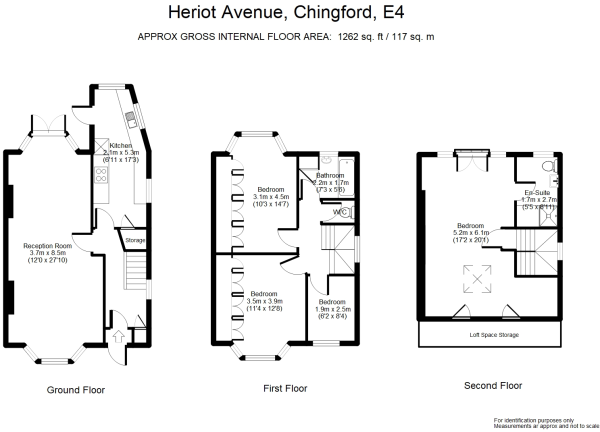 Heriot Avenue, Chingford, E4
APPROX GROSS INTERNAL FLOOR AREA: 1262 sq. ft / 117 sq. m
Kitchen
2.1m x 5.3m
(6'11 x 17'3)
Storage
Reception Room
3.7m x 8.5m
(12'0 x 27'10)
Ground Floor
Bathroom
2.2m x 1.7m
(7'3 x 5'6)
W/C
Bedroom
3.1m x 4.5m
(10'3 x 14'7)
Bedroom
3.5m x 3.9m
(11'4 x 12'8)
Bedroom
1.9m x 2.5m
(6'2 x 8'4)
First Floor
En-Suite
1.7m x 2.7m
(5'5 x 8'11)
Bedroom
5.2m x 6.1m
(17'2 x 20'1)
Loft Space Storage
Second Floor
For identification purposes only
Measurements ar approx and not to scale